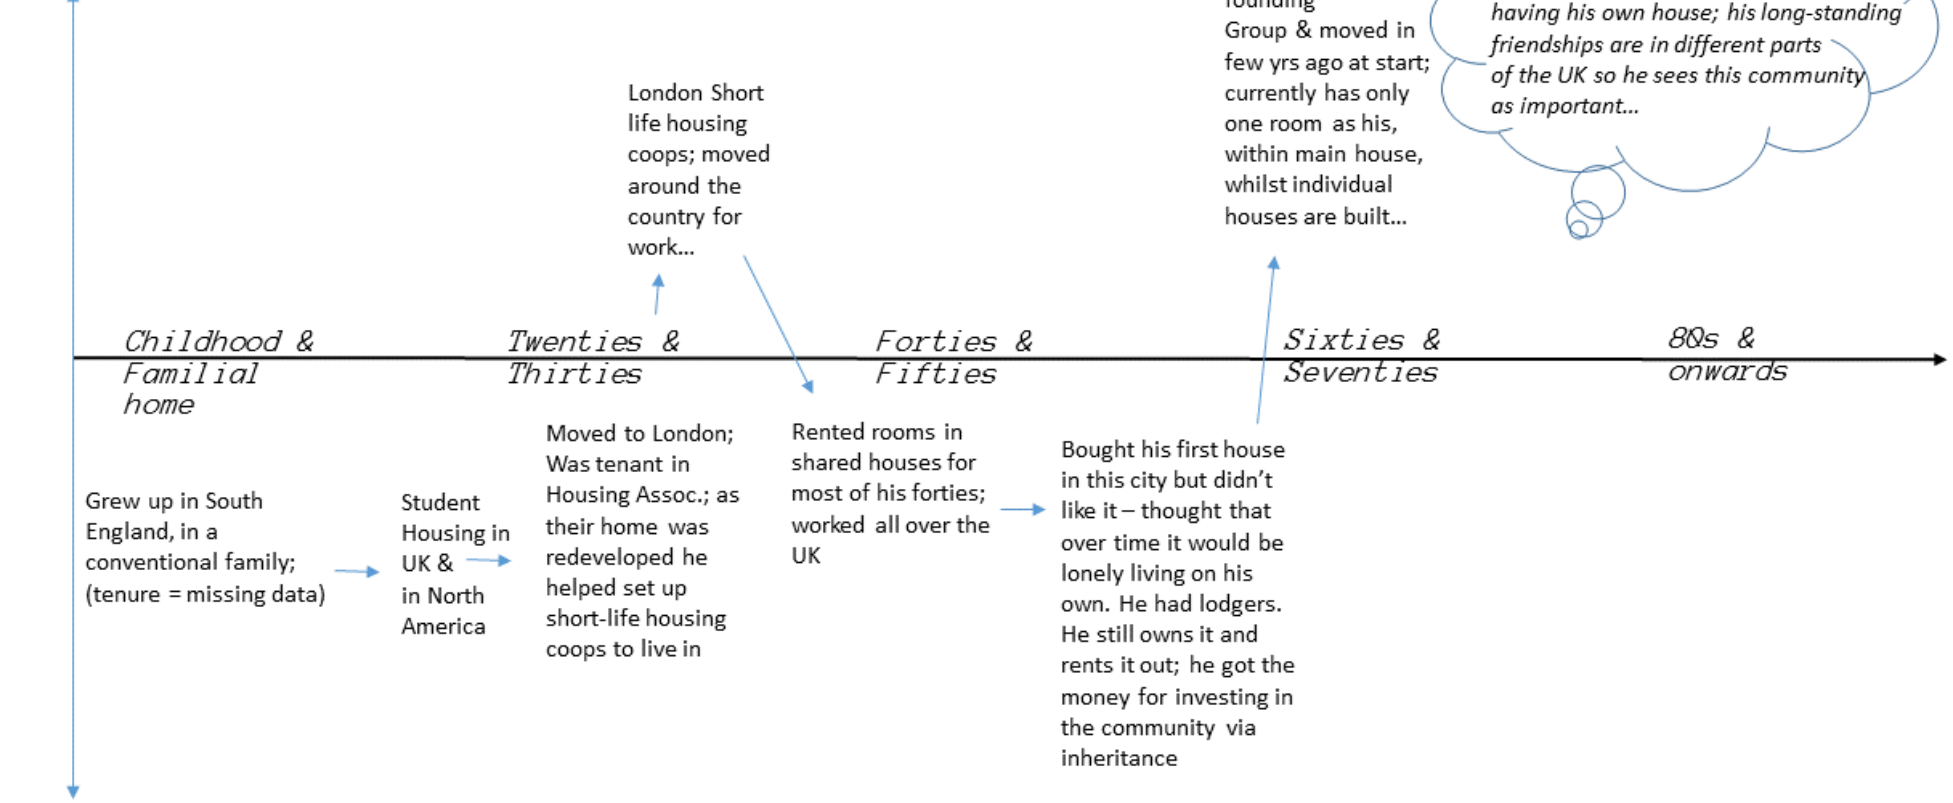 founding
Group & moved in
few yrs ago at start;
currently has only
one room as his,
within main house,
whilst individual
houses are built…
having his own house; his long-standing
friendships are in different parts
of the UK so he sees this community
as important…
London Short
life housing
coops; moved
around the
country for
work…
Childhood &
Familial
home
Twenties &
Thirties
Forties &
Fifties
Sixties &
Seventies
80s &
onwards
Grew up in South
England, in a
conventional family;
(tenure = missing data)
Student
Housing in
UK &
in North
America
Moved to London;
Was tenant in
Housing Assoc.; as
their home was
redeveloped he
helped set up
short-life housing
coops to live in
Rented rooms in
shared houses for
most of his forties;
worked all over the
UK
Bought his first house
in this city but didn’t
like it – thought that
over time it would be
lonely living on his
own. He had lodgers.
He still owns it and
rents it out; he got the
money for investing in
the community via
inheritance